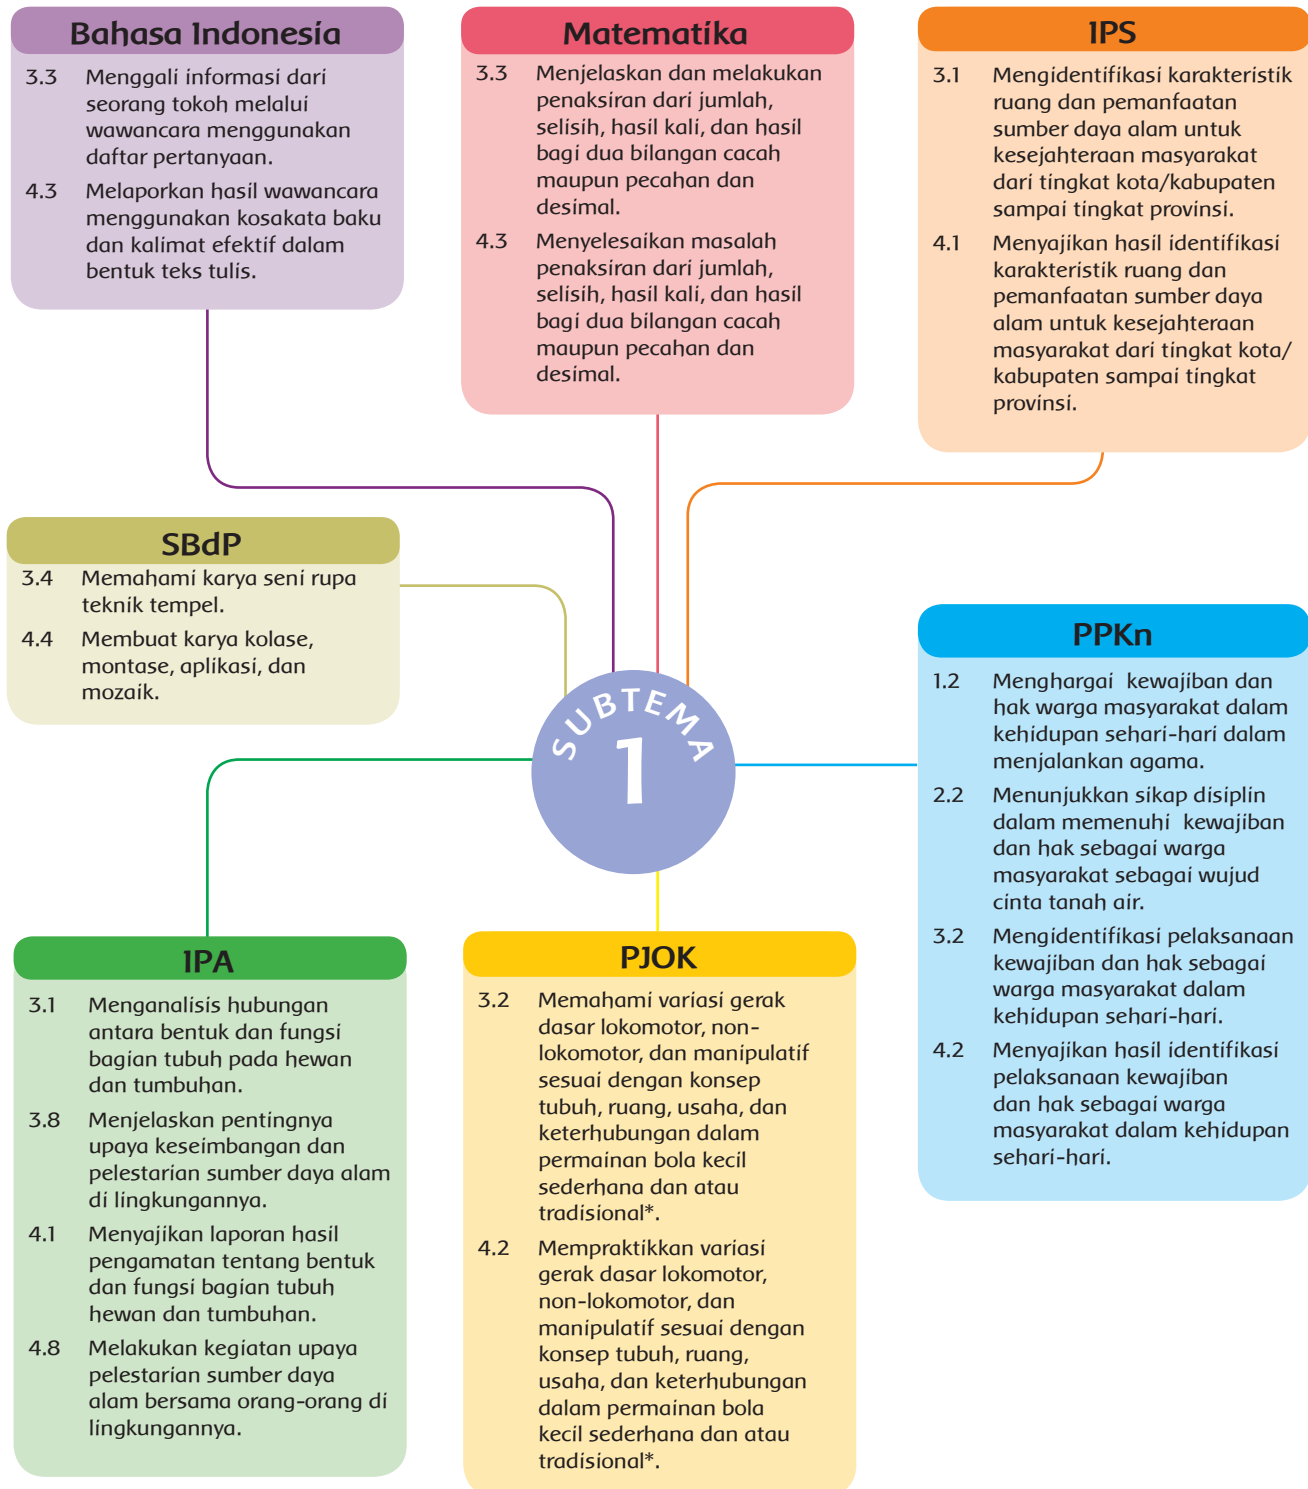 Bahasa Indonesia
3.3 Menggali informasi dari
seorang tokoh melalui
wawancara menggunakan
daftar pertanyaan.
4.3 Melaporkan hasil wawancara
menggunakan kosakata baku
dan kalimat efektif dalam
bentuk teks tulis.
Matematika
3.3 Menjelaskan dan melakukan
penaksiran dari jumlah,
selisih, hasil kali, dan hasil
bagi dua bilangan cacah
maupun pecahan dan
desimal.
4.3 Menyelesaikan masalah
penaksiran dari jumlah,
selisih, hasil kali, dan hasil
bagi dua bilangan cacah
maupun pecahan dan
desimal.
IPS
3.1 Mengidentifikasi karakteristik
ruang dan pemanfaatan
sumber daya alam untuk
kesejahteraan masyarakat
dari tingkat kota/kabupaten
sampai tingkat provinsi.
4.1 Menyajikan hasil identifikasi
karakteristik ruang dan
pemanfaatan sumber daya
alam untuk kesejahteraan
masyarakat dari tingkat kota/
kabupaten sampai tingkat
provinsi.
SBdP
3.4 Memahami karya seni rupa
teknik tempel.
4.4 Membuat karya kolase,
montase, aplikasi, dan
mozaik.
SUBTEMA
1
PPKn
1.2 Menghargai kewajiban dan
hak warga masyarakat dalam
kehidupan sehari-hari dalam
menjalankan agama.
2.2 Menunjukkan sikap disiplin
dalam memenuhi kewajiban
dan hak sebagai warga
masyarakat sebagai wujud
cinta tanah air.
3.2 Mengidentifikasi pelaksanaan
kewajiban dan hak sebagai
warga masyarakat dalam
kehidupan sehari-hari.
4.2 Menyajikan hasil identifikasi
pelaksanaan kewajiban
dan hak sebagai warga
masyarakat dalam kehidupan
sehari-hari.
IPA
3.1 Menganalisis hubungan
antara bentuk dan fungsi
bagian tubuh pada hewan
dan tumbuhan.
3.8 Menjelaskan pentingnya
upaya keseimbangan dan
pelestarian sumber daya alam
di lingkungannya.
4.1 Menyajikan laporan hasil
pengamatan tentang bentuk
dan fungsi bagian tubuh
hewan dan tumbuhan.
4.8 Melakukan kegiatan upaya
pelestarian sumber daya
alam bersama orang-orang di
lingkungannya.
PJOK
3.2 Memahami variasi gerak
dasar lokomotor, non-
lokomotor, dan manipulatif
sesuai dengan konsep
tubuh, ruang, usaha, dan
keterhubungan dalam
permainan bola kecil
sederhana dan atau
tradisional*.
4.2 Mempraktikkan variasi
gerak dasar lokomotor,
non-lokomotor, dan
manipulatif sesuai dengan
konsep tubuh, ruang,
usaha, dan keterhubungan
dalam permainan bola
kecil sederhana dan atau
tradisional*.